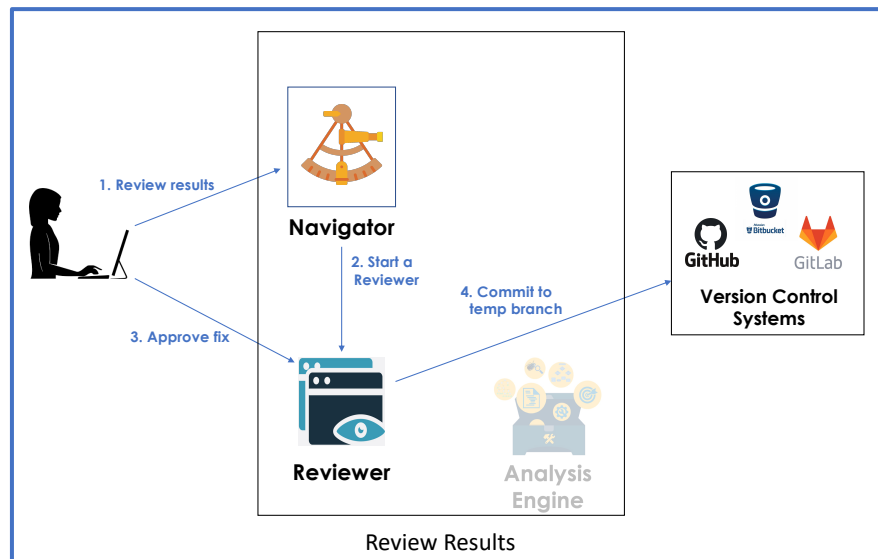 1. Review results
Navigator
2. Start a
Reviewer
3. Approve fix
Reviewer
4. Commit to
temp branch
Analysis
Engine
GitHub
Bitbucket
GitLab
Version Control
Systems
Review Results